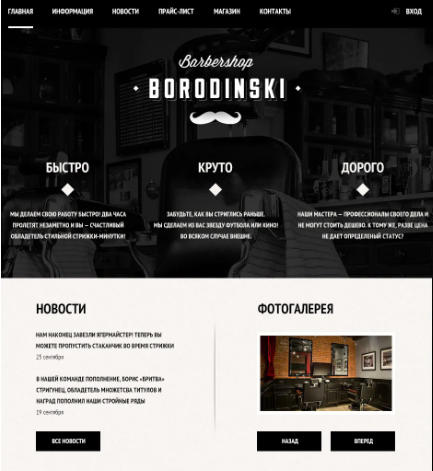 ГЛАВНАЯ ИНФОРМАЦИЯ НОВОСТИ ПРАЙС-ЛИСТ МАГАЗИН КОНТАКТЫ ВХОД
Barbershop
BORODINSKI
БЫСТРО
МЫ ДЕЛАЕМ СВОЮ РАБОТУ БЫСТРО! ДВА ЧАСА
ПРОЛЕТЯТ НЕЗАМЕТНО И ВЫ — СЧАСТЛИВЫЙ
ОБЛАДАТЕЛЬ СТИЛЬНОЙ СТРИЖКИ-МИНУТКИ!
КРУТО
ЗАБУДЬТЕ, КАК ВЫ СТРИГЛИСЬ РАНЬШЕ.
МЫ СДЕЛАЕМ ИЗ ВАС ЗВЕЗДУ ФУТБОЛА ИЛИ КИНО!
ВО ВСЯКОМ СЛУЧАЕ ВНЕШНЕ.
ДОРОГО
НАШИ МАСТЕРА — ПРОФЕССИОНАЛЫ СВОЕГО ДЕЛА И
НЕ МОГУТ СТОИТЬ ДЕШЕВО. К ТОМУ ЖЕ, РАЗВЕ ЦЕНА
НЕ ДАЕТ ОПРЕДЕЛЕНЫЙ СТАТУС?
НОВОСТИ
НАМ НАКОНЕЦ ЗАВЕЗЛИ ЯГЕРМАЙСТЕР! ТЕПЕРЬ ВЫ
МОЖЕТЕ ПРОПУСТИТЬ СТАКАНЧИК ВО ВРЕМЯ СТРИЖКИ
23 сентября
В НАШЕЙ КОМАНДЕ ПОПОЛНЕНИЕ, БОРИС «БРИТВА»
СТРИГУНЕЦ, ОБЛАДАТЕЛЬ МНОЖЕТСВА ТИТУЛОВ И
НАГРАД ПОПОЛНИЛ НАШИ СТРОЙНЫЕ РЯДЫ
19 сентября
ВСЕ НОВОСТИ
ФОТОГАЛЕРЕЯ
НАЗАД ВПЕРЕД